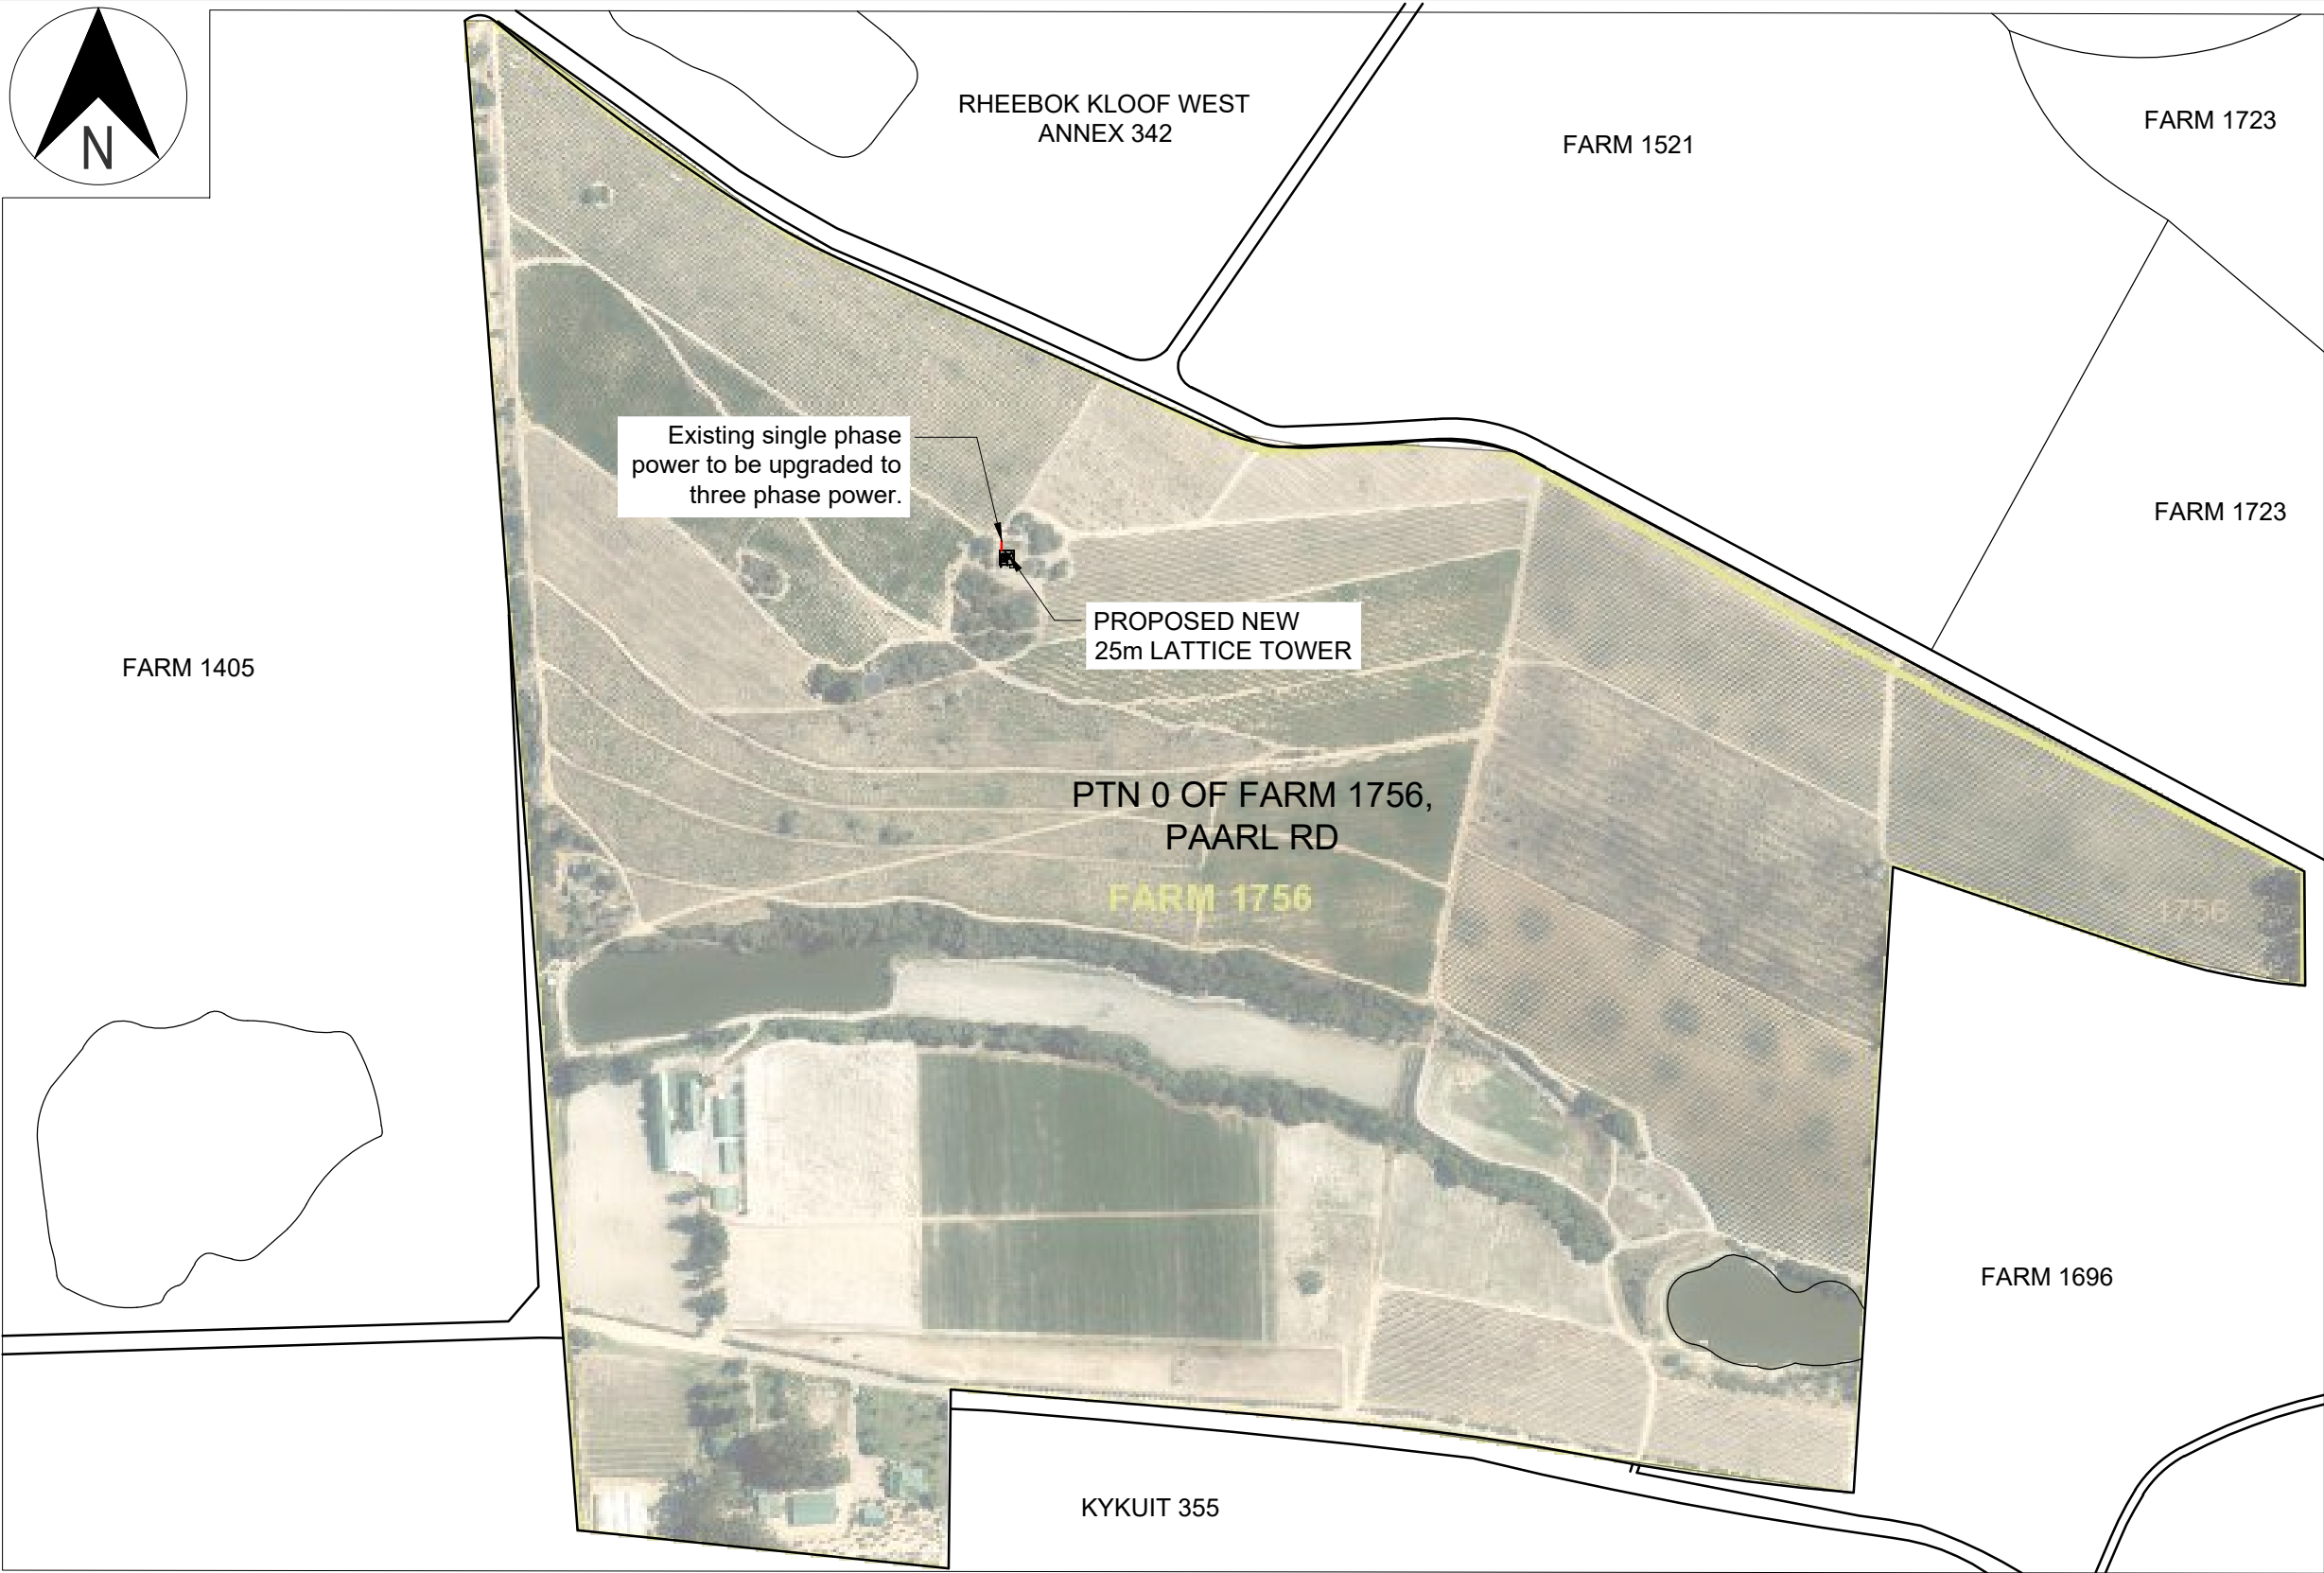 N
RHEEBOK KLOOF WEST
ANNEX 342
FARM 1521
FARM 1723
Existing single phase
power to be upgraded to
three phase power.
FARM 1723
PROPOSED NEW
25m LATTICE TOWER
FARM 1405
PTN 0 OF FARM 1756,
PAARL RD
FARM 1756
1756
FARM 1696
KYKUIT 355